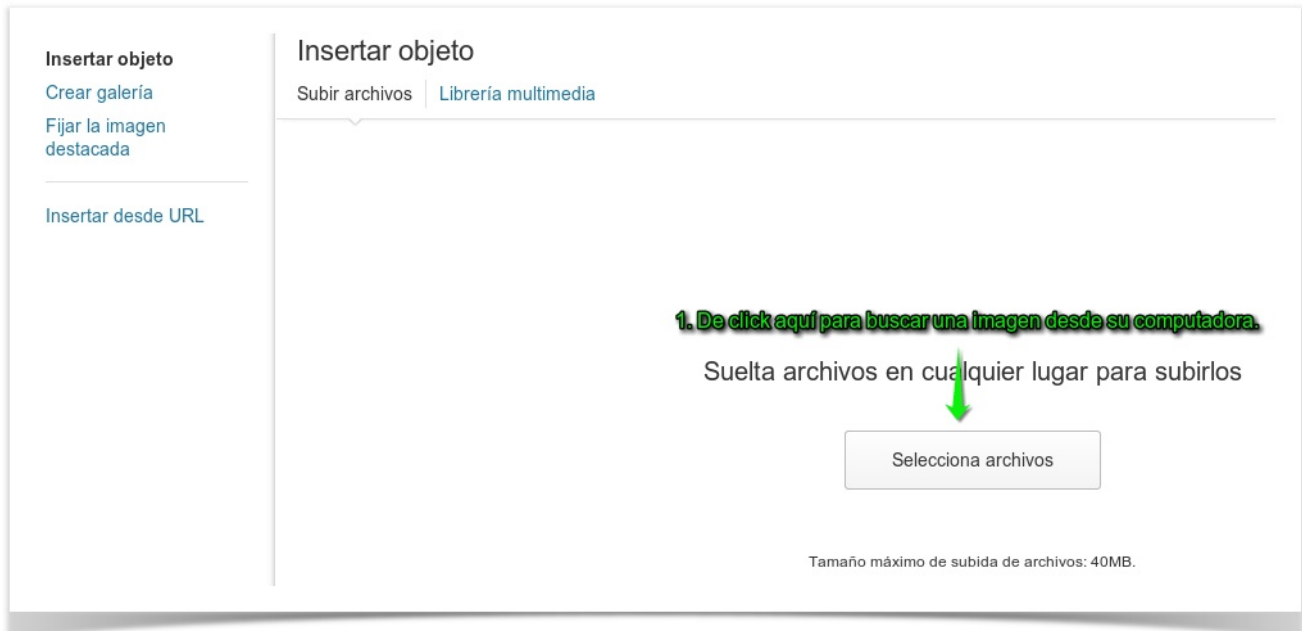 Insertar objeto
Crear galería
Fijar la imagen
destacada
Insertar desde URL
Insertar objeto
Subir archivos
Librería multimedia
1. De click aquí para buscar una imagen desde su computadora.
Suelta archivos en cualquier lugar para subirlos
Selecciona archivos
Tamaño máximo de subida de archivos: 40MB.